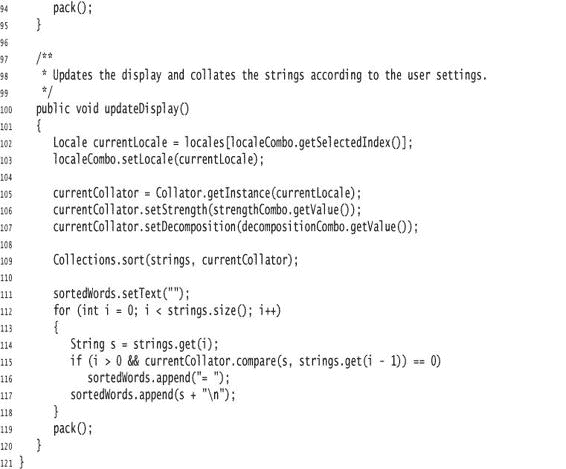 94 pack();
95 }
96
97 /**
98 * Updates the display and collates the strings according to the user settings.
99 */
100 public void updateDisplay()
101 {
102 Locale currentLocale = locales[localeCombo.getSelectedIndex()];
103 localeCombo.setLocale(currentLocale);
104
105 currentCollator = Collator.getInstance(currentLocale);
106 currentCollator.setStrength(strengthCombo.getValue());
107 currentCollator.setDecomposition(decompositionCombo.getValue());
108
109 Collections.sort(strings, currentCollator);
110
111 sortedWords.setText("");
112 for (int i = 0; i < strings.size(); i++)
113 {
114 String s = strings.get(i);
115 if (i > 0 && currentCollator.compare(s, strings.get(i - 1)) == 0)
116 sortedWords.append("= ");
117 sortedWords.append(s + "\n");
118 }
119 pack();
120 }
121 }